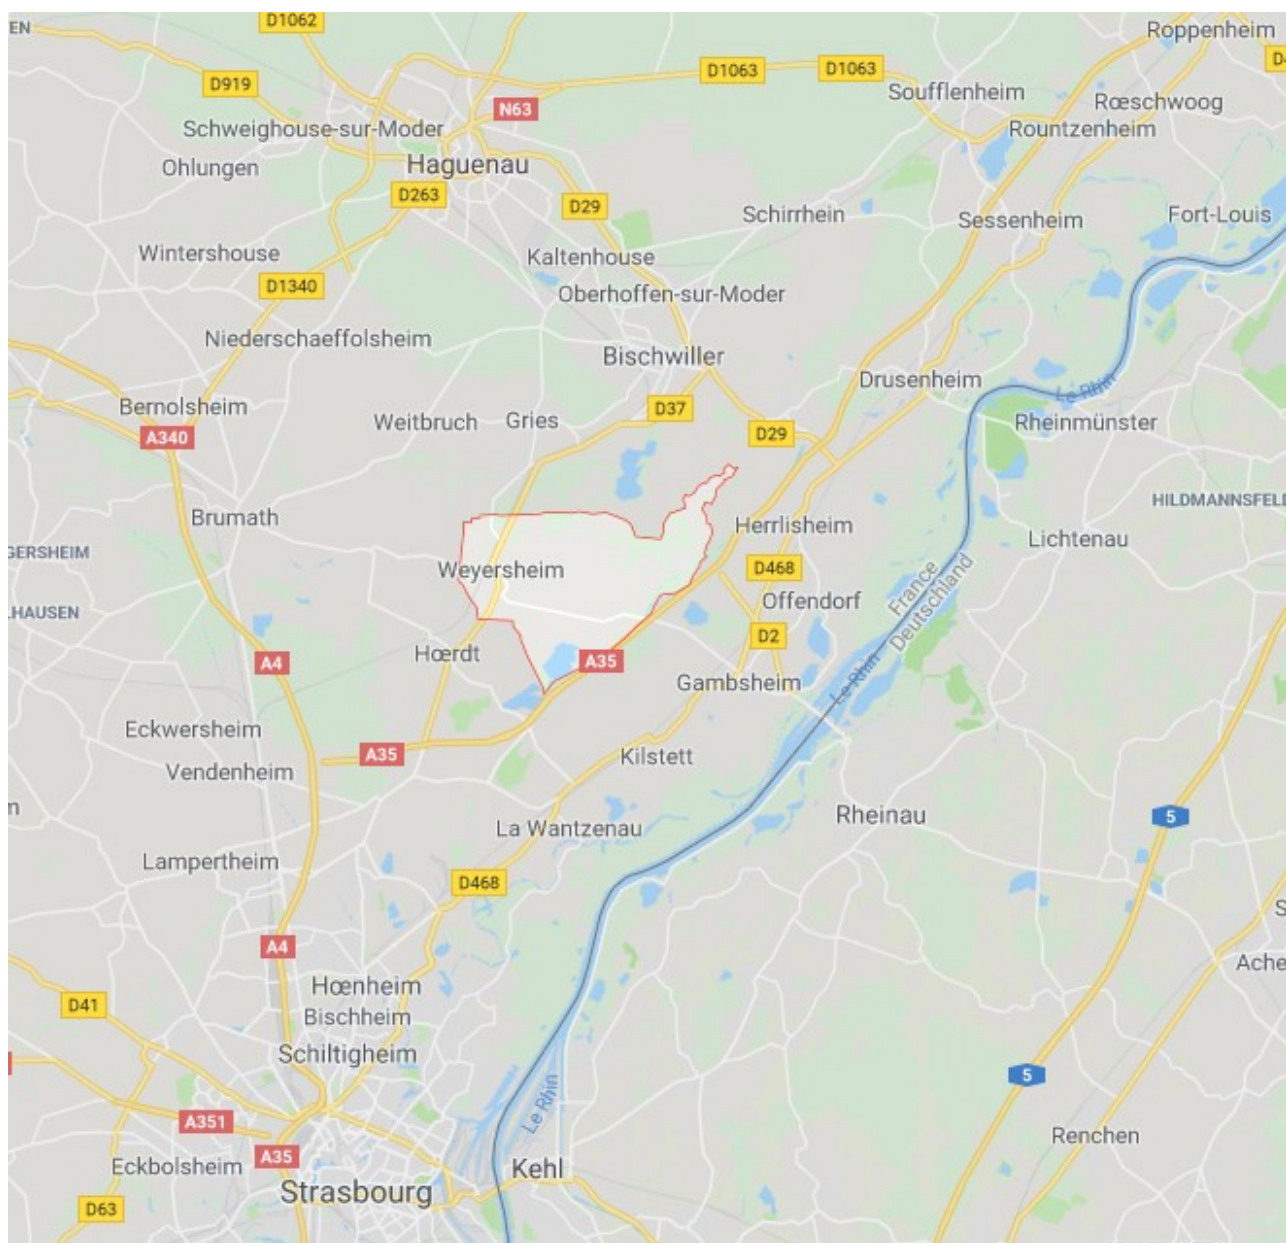 EN
D1062
Roppenheim
D919
D1063
D1063
D4
Soufflenheim
Rœschwoog
N63
Schweighouse-sur-Moder
Rountzenheim
Ohlungen
Haguenau
D263
D29
Schirrhein
Sessenheim
Fort-Louis
Wintershouse
Kaltenhouse
D1340
Oberhoffen-sur-Moder
Niederschaeffolsheim
Bischwiller
Drusenheim
Le Rhin
Bernolsheim
Weitbruch
Gries
D37
A340
D29
Rheinmünster
HILDMANNSFELD
Brumath
Herrlisheim
Lichtenau
GERSHEIM
Weyersheim
D468
France
Deutschland
LHAUSEN
Offendorf
D2
Hœrdt
A4
A35
Gambsheim
Le Rhin
Eckwersheim
A35
Kilstett
Vendenheim
m
Rheinau
5
La Wantzenau
Lampertheim
D468
S
A4
Ache
Hœnheim
D41
Bischheim
Schiltigheim
5
Le Rhin
A351
Renchen
Eckbolsheim
A35
Kehl
Strasbourg
D63